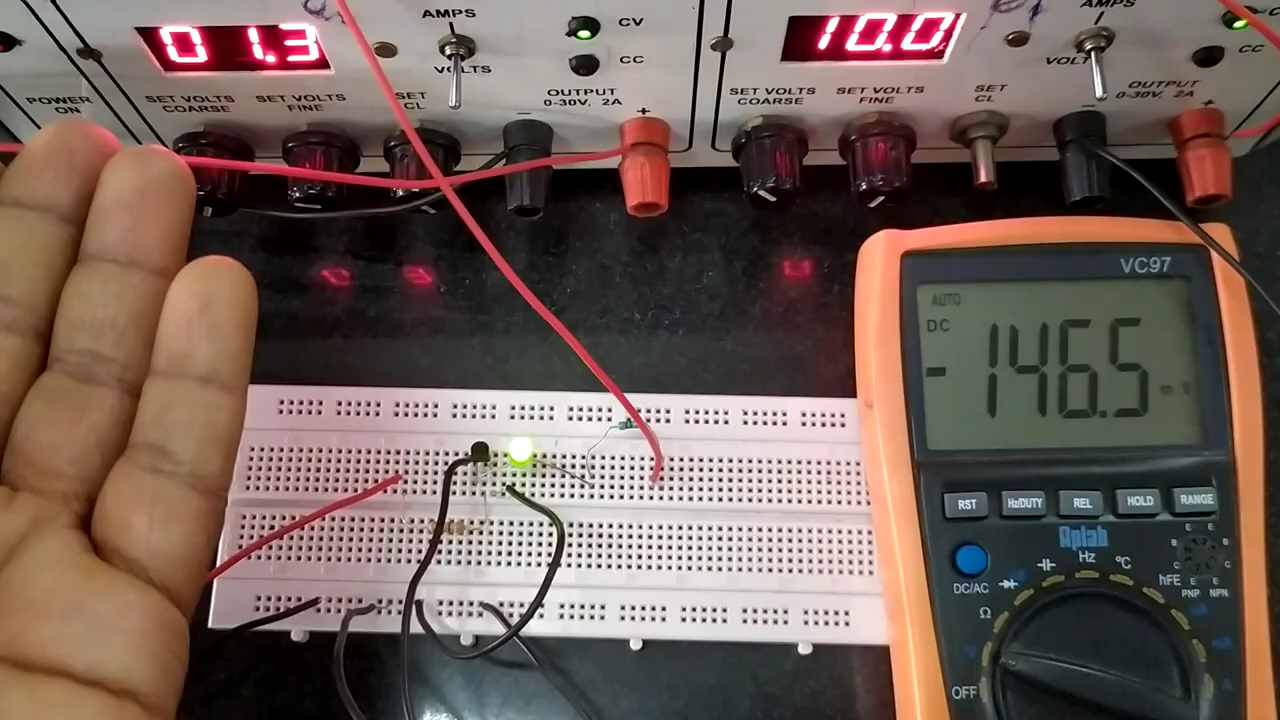 AMPS
VOLTS
CV
CC
01.3
POWER
ON
SET VOLTS
COARSE
SET VOLTS
FINE
SET
CL
OUTPUT
0-30V, 2A
-
+
10.0
AMPS
VOLT
CC
SET VOLTS
COARSE
SET VOLTS
FINE
SET
CL
OUTPUT
0-30V, 2A
-
+
VC97
AUTO
DC
-146.5
m V
RST
Hz/DUTY
REL
HOLD
RANGE
Aplab
DC/AC
Hz
°C
hFE
Ω
E E
B B
C C
E E
PNP NPN
OFF